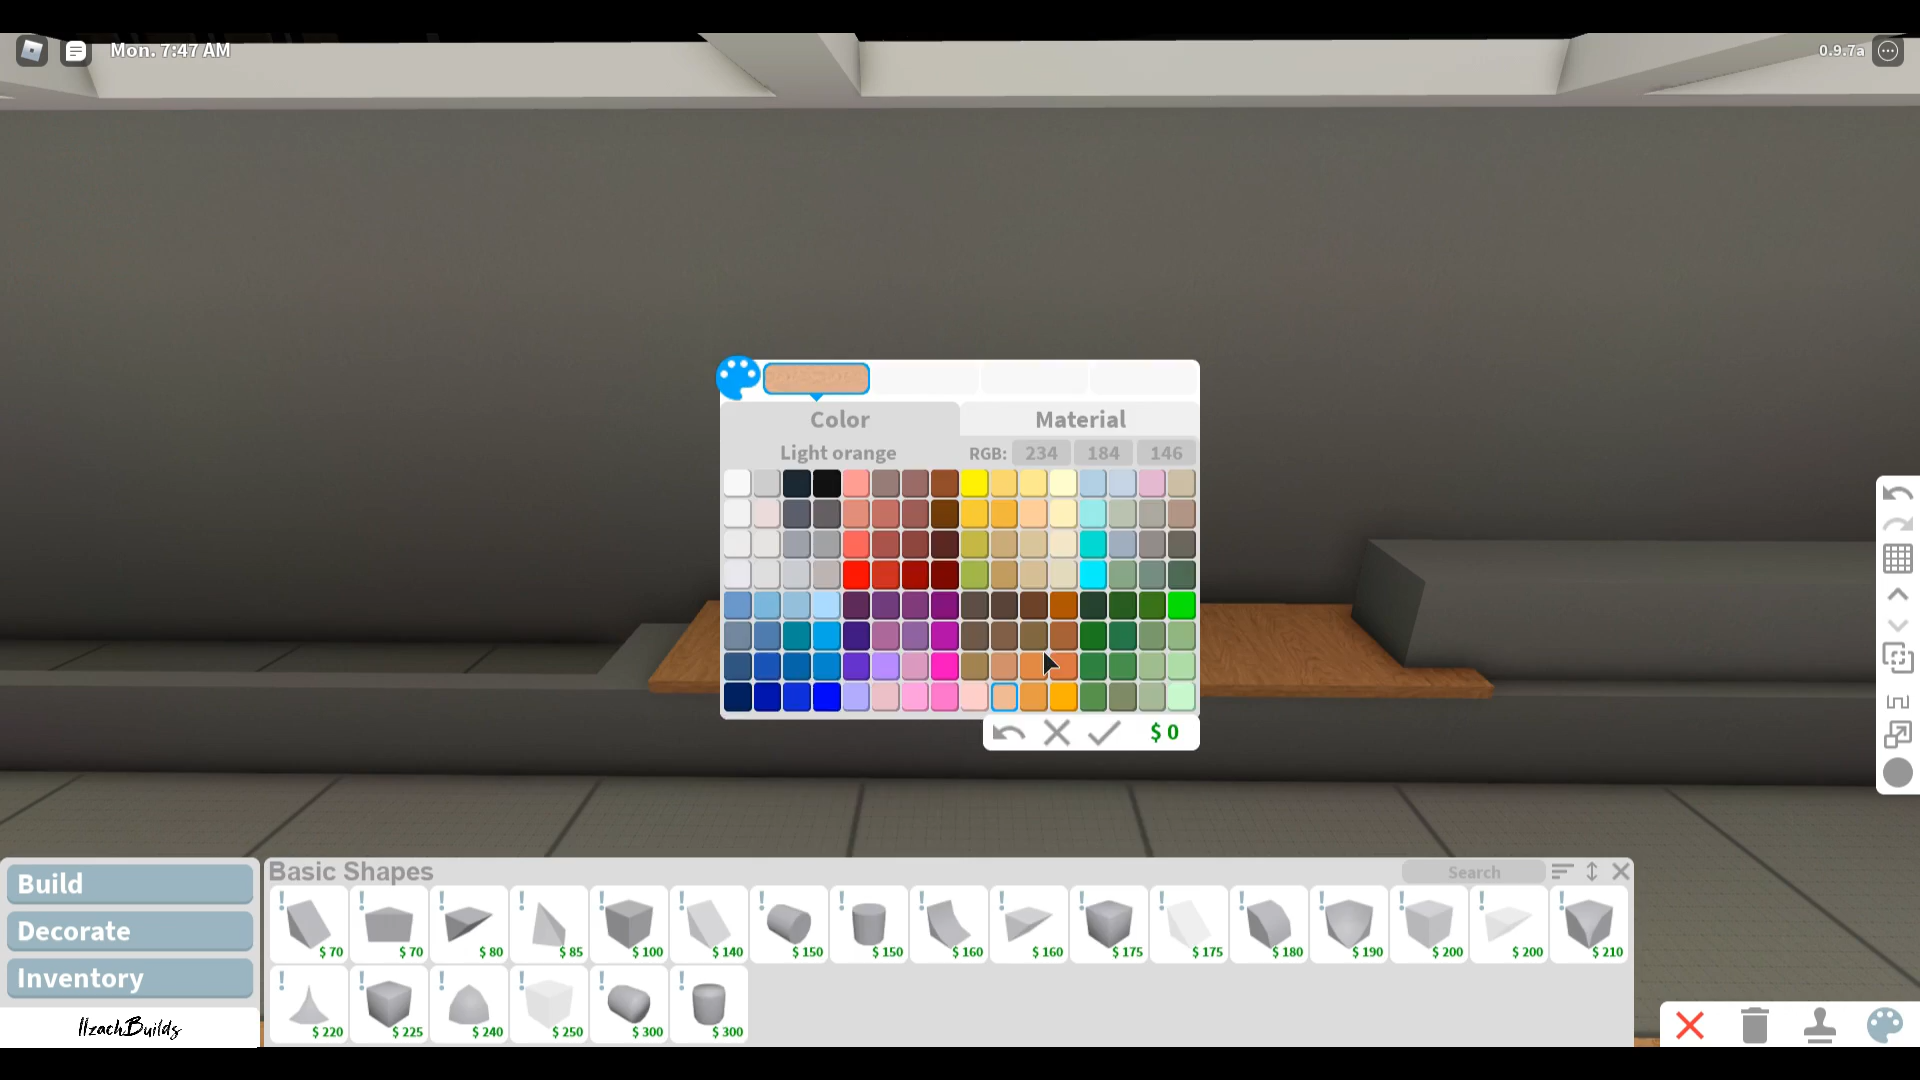 Mon. 7:47 AM
0.9.7a
Color
Material
Light orange
RGB: 234 184 146
$ 0
Build
Decorate
Inventory
IIzachBuilds
Basic Shapes
Search
$ 70 $ 70 $ 80 $ 85 $ 100 $ 140 $ 150 $ 150 $ 160 $ 160 $ 175 $ 175 $ 180 $ 190 $ 200 $ 200 $ 210
$ 220 $ 225 $ 240 $ 250 $ 300 $ 300